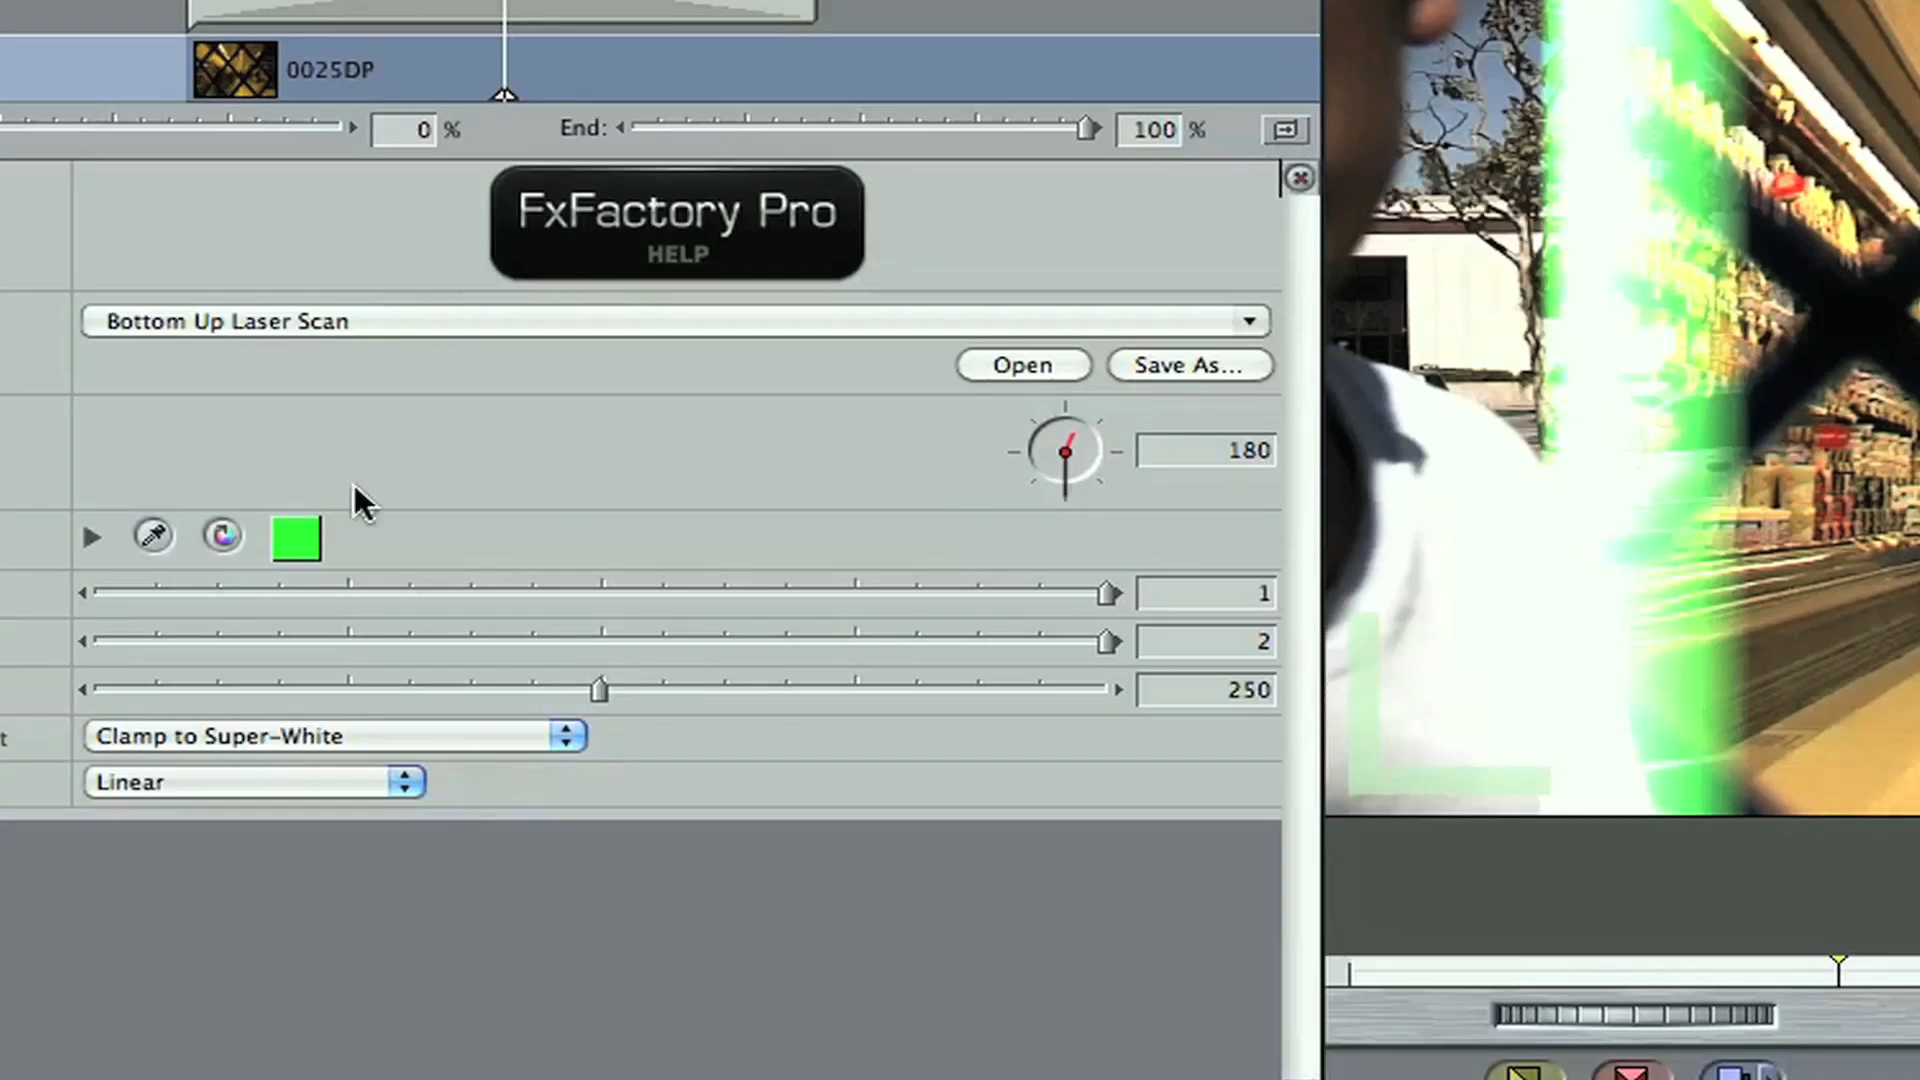 0025DP
0 %
End:
100 %
FxFactory Pro
HELP
Bottom Up Laser Scan
Open
Save As...
180
1
2
250
t
Clamp to Super-White
Linear